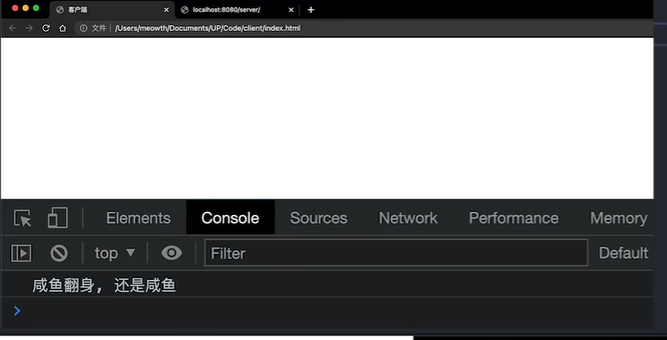 客户端
localhost:8080/server/
文件 /Users/meowth/Documents/UP/Code/client/index.html
Elements Console Sources Network Performance Memory
top Filter Default
咸鱼翻身，还是咸鱼